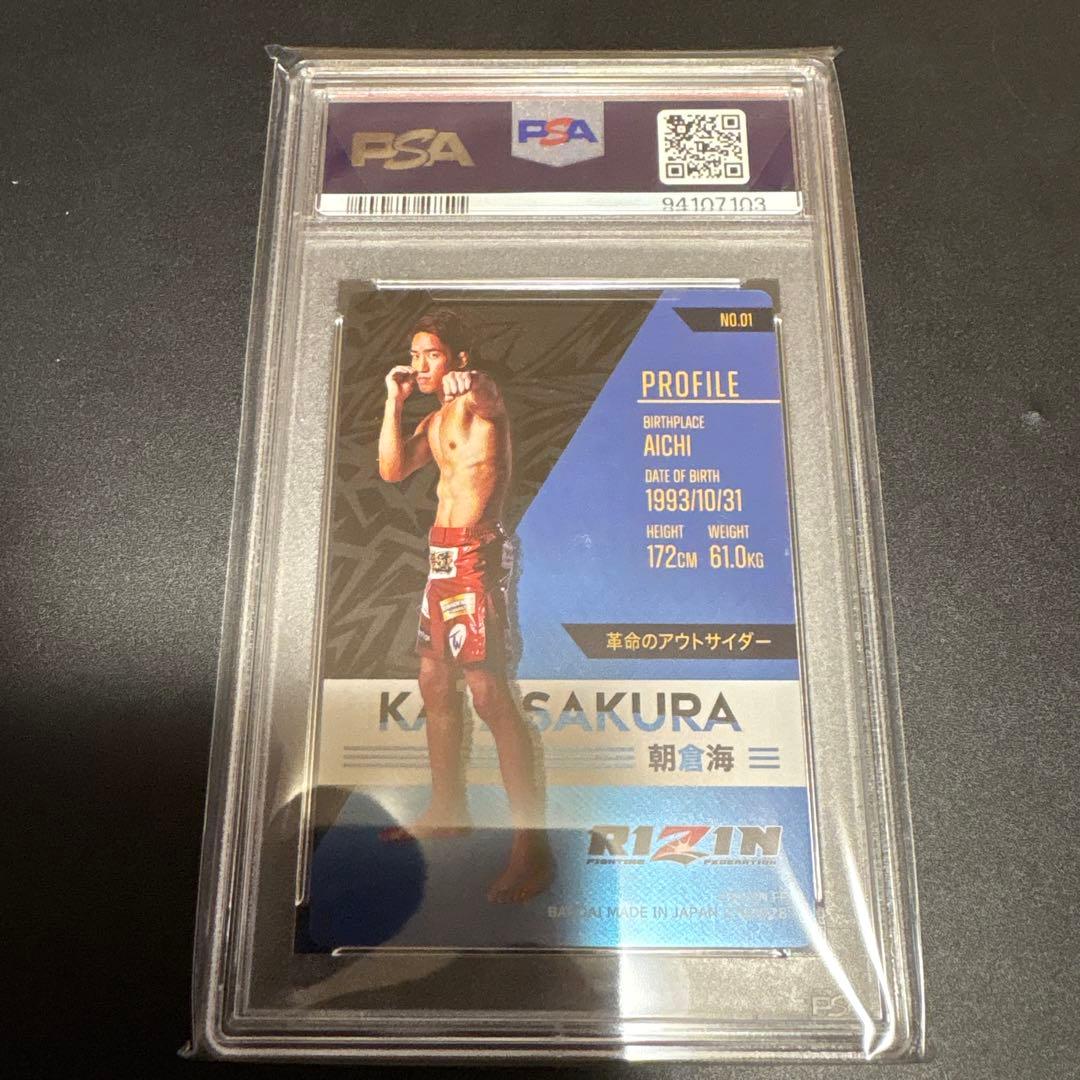 PSA
PSA
94107103
NO.01
PROFILE
BIRTHPLACE
AICHI
DATE OF BIRTH
1993/10/31
HEIGHT WEIGHT
172CM 61.0KG
革命のアウトサイダー
SAKURA
朝倉海
RIZIN
FIGHTING FEDERATION
BANDAI MADE IN JAPAN
PS